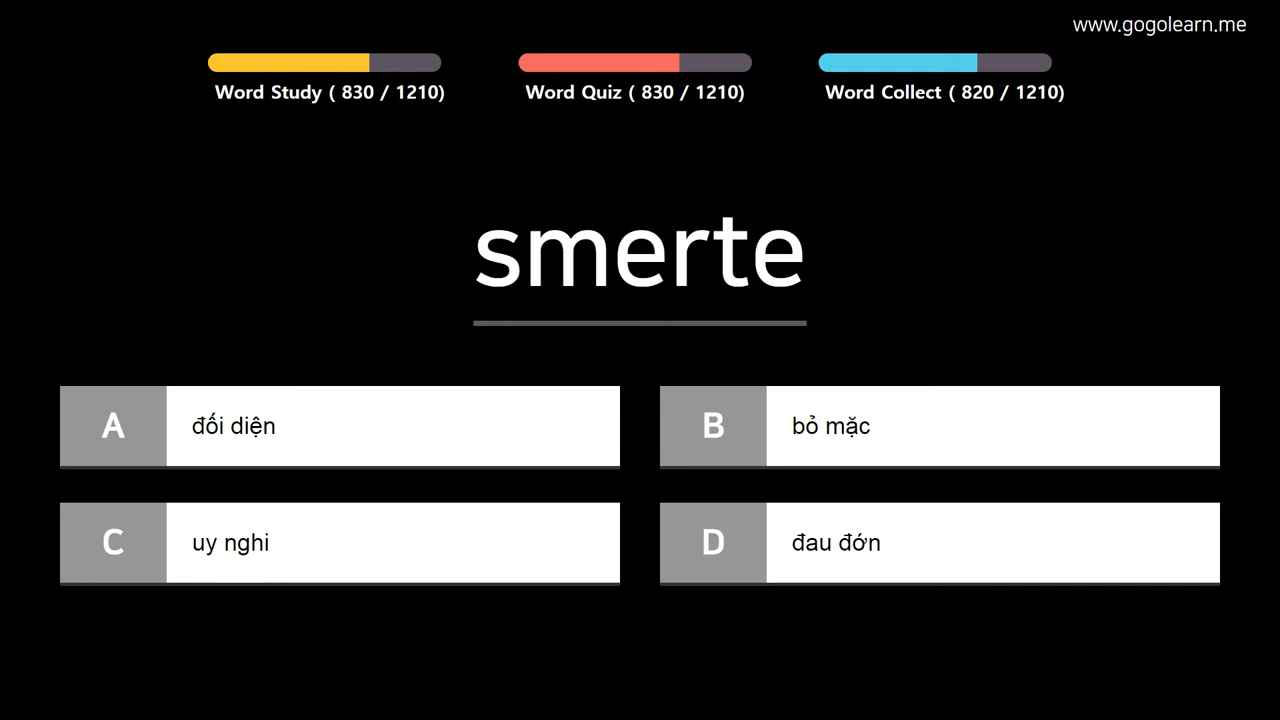 www.gogolearn.me
Word Study ( 830 / 1210)
Word Quiz ( 830 / 1210)
Word Collect ( 820 / 1210)
smerte
A
đối diện
B
bỏ mặc
C
uy nghi
D
đau đớn